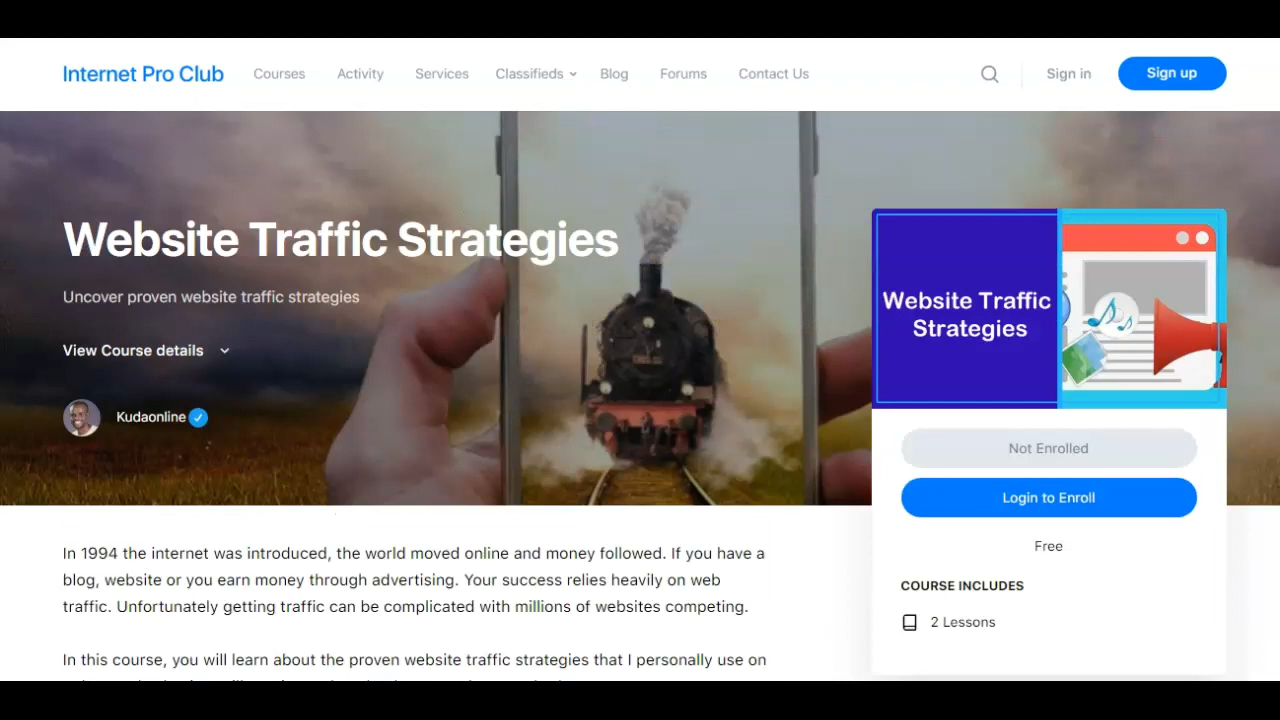 Internet Pro Club
Courses
Activity
Services
Classifieds
Blog
Forums
Contact Us
Sign in
Sign up
Website Traffic Strategies
Uncover proven website traffic strategies
View Course details
Kudaonline
Website Traffic
Strategies
Not Enrolled
Login to Enroll
Free
COURSE INCLUDES
2 Lessons
In 1994 the internet was introduced, the world moved online and money followed. If you have a
blog, website or you earn money through advertising. Your success relies heavily on web
traffic. Unfortunately getting traffic can be complicated with millions of websites competing.
In this course, you will learn about the proven website traffic strategies that I personally use on